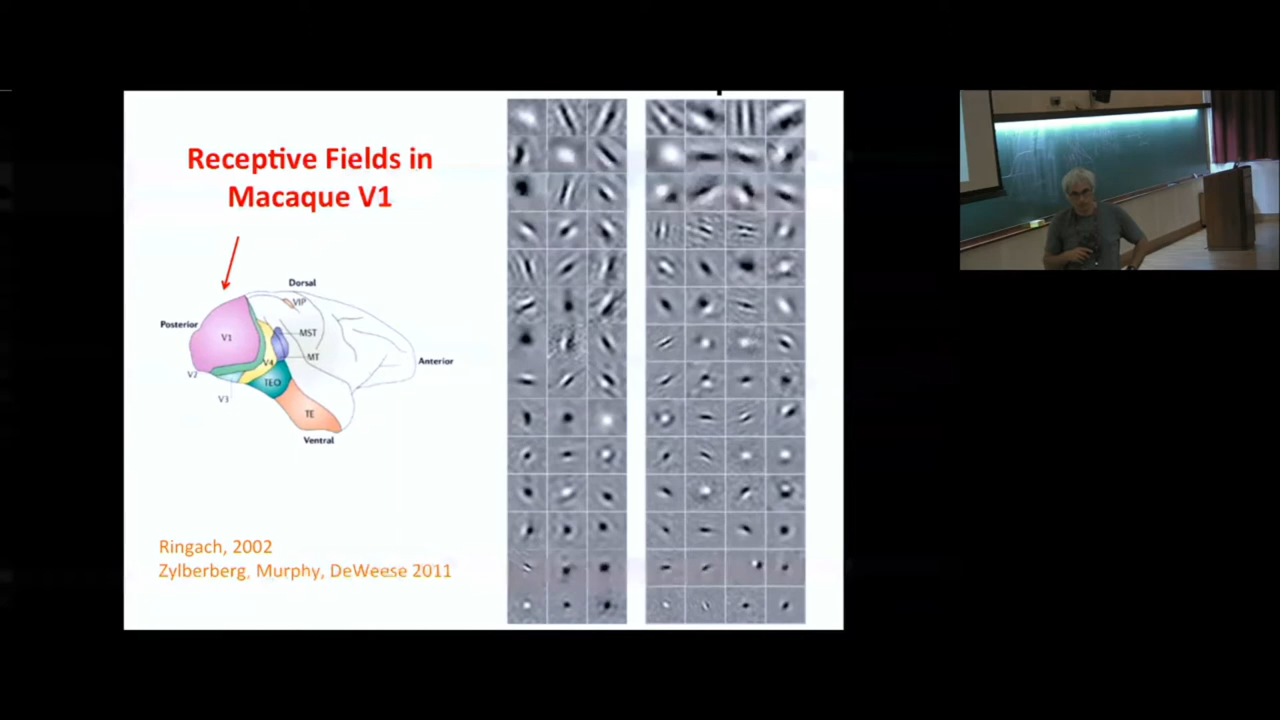 Receptive Fields in
Macaque V1
Dorsal
VIP
Posterior
V1
MST
MT
V4
Anterior
V2
TEO
V3
TE
Ventral
Ringach, 2002
Zylberberg, Murphy, DeWeese 2011